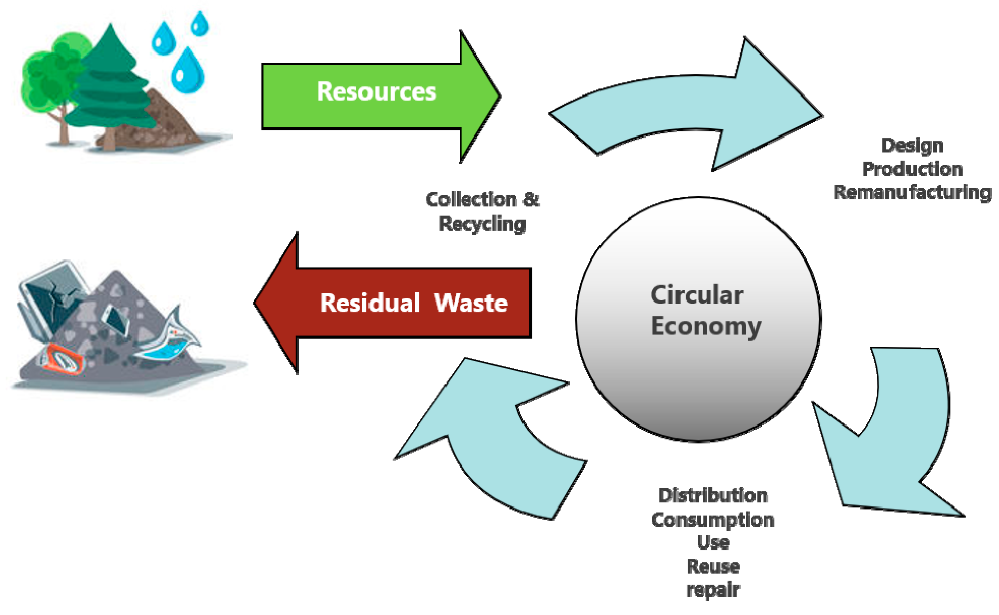 Resources
Design
Production
Remanufacturing
Collection &
Recycling
Residual Waste
Circular
Economy
Distribution
Consumption
Use
Reuse
repair